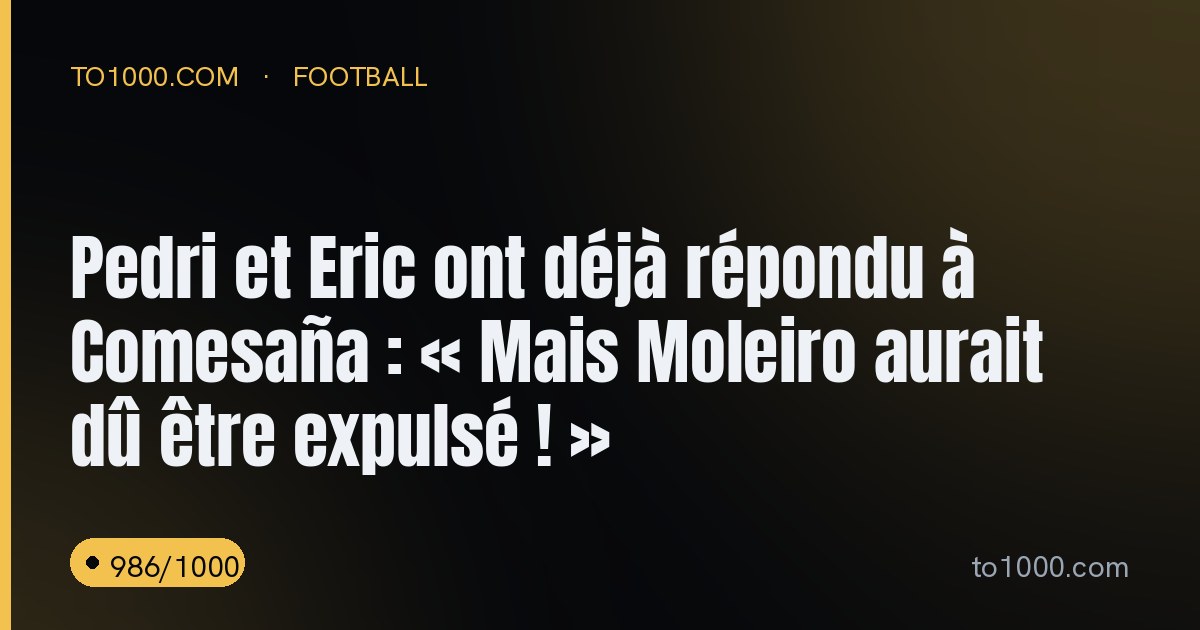 TO1000.COM · FOOTBALL
Pedri et Eric ont déjà répondu à
Comesaña : « Mais Moleiro aurait
dû être expulsé ! »
986/1000
to1000.com